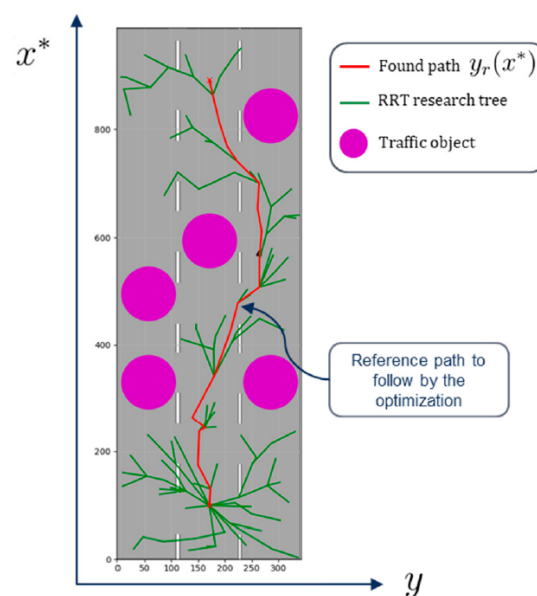 x*
Found path y_r(x*)
RRT research tree
Traffic object
800
600
400
200
0
Reference path to
follow by the
optimization
0 50 100 150 200 250 300
y